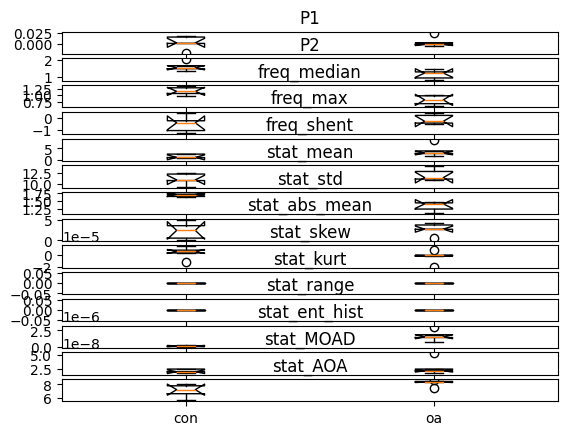 P1
0.025
0.000
P2
2
1
freq_median
1.25
1.00
0.75
freq_max
0
−1
freq_shent
5
0
stat_mean
12.5
10.0
stat_std
1.75
1.50
1.25
stat_abs_mean
5
0
1e−5
stat_skew
0
−2
stat_kurt
0.05
0.00
−0.05
stat_range
0.05
0.00
−0.05
1e−6
stat_ent_hist
2.5
0.0
1e−8
stat_MOAD
5.0
2.5
stat_AOA
8
6
con oa